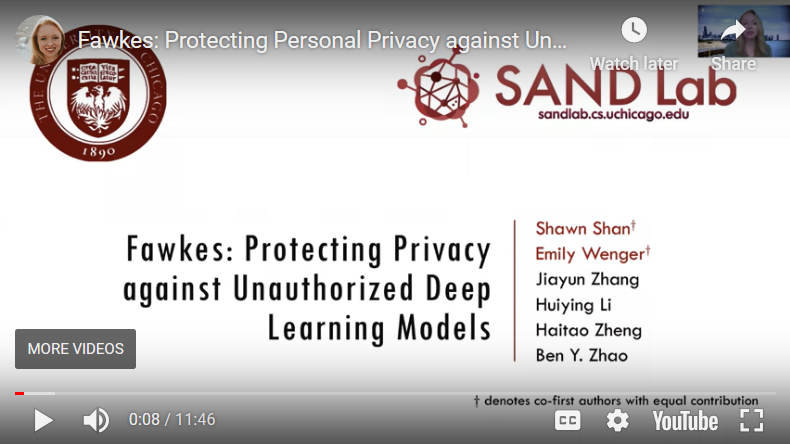 Fawkes: Protecting Personal Privacy against Un...
Watch later
Share
THE UNIVERSITY OF CHICAGO
1890
SAND Lab
sandlab.cs.uchicago.edu
Fawkes: Protecting Privacy
against Unauthorized Deep
Learning Models
Shawn Shan†
Emily Wenger†
Jiayun Zhang
Huiying Li
Haitao Zheng
Ben Y. Zhao
MORE VIDEOS
† denotes co-first authors with equal contribution
0:08 / 11:46
CC
YouTube